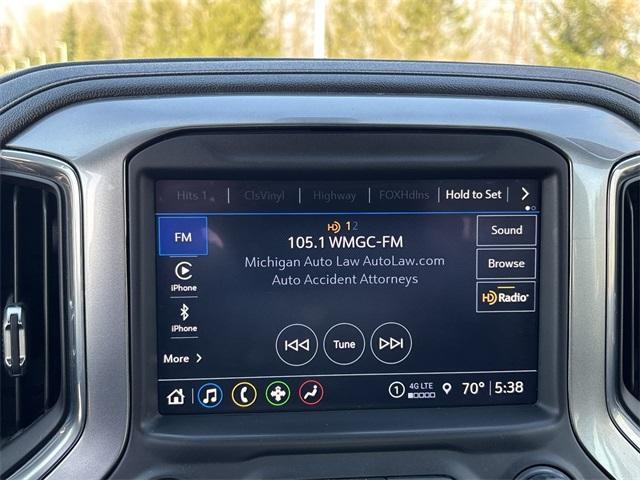 Hits 1 ClsVinyl Highway FOXHdlns Hold to Set
FM
HD 1 2
105.1 WMGC-FM
Michigan Auto Law AutoLaw.com
Auto Accident Attorneys
Sound
Browse
HD Radio
iPhone
iPhone
More
Tune
1 4G LTE 70° 5:38